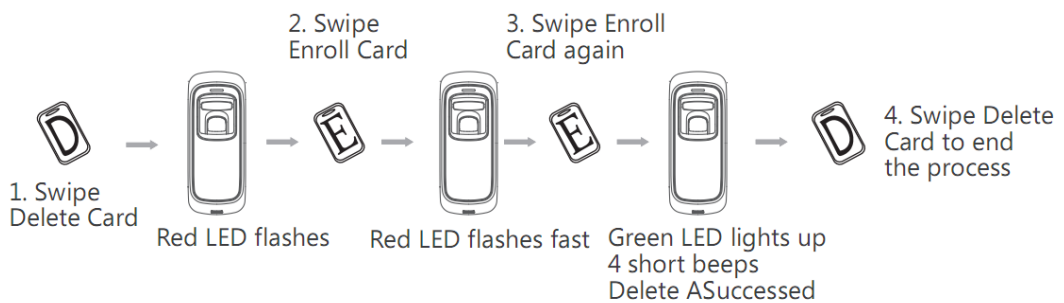 D
1. Swipe
Delete Card
Red LED flashes
2. Swipe
Enroll Card
E
Red LED flashes fast
3. Swipe Enroll
Card again
E
Green LED lights up
4 short beeps
Delete ASuccessed
D
4. Swipe Delete
Card to end
the process